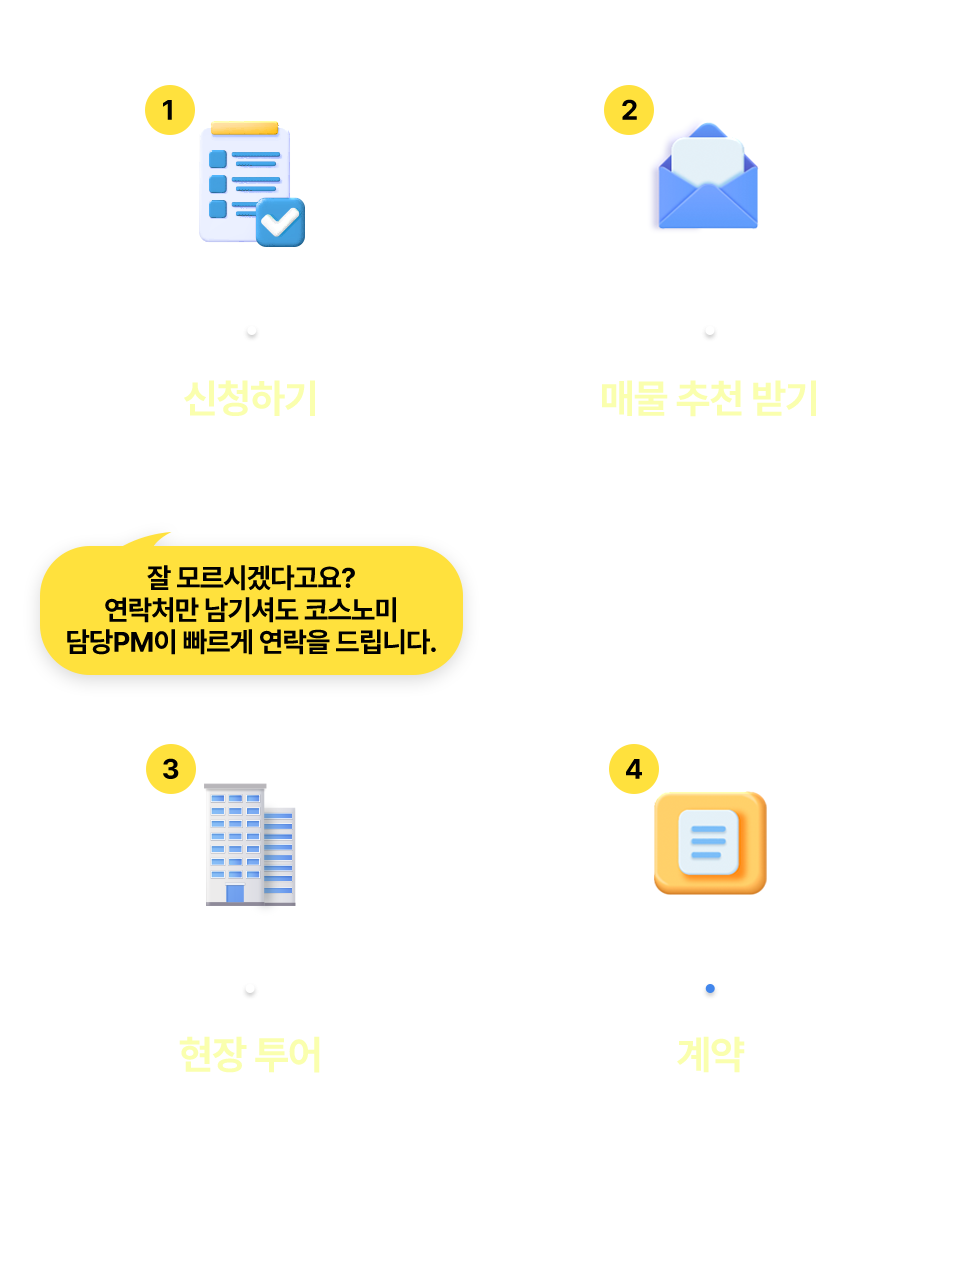 1
2
신청하기
매물 추천 받기
잘 모르시겠다고요?
연락처만 남기셔도 코스노미
담당PM이 빠르게 연락을 드립니다.
3
4
현장 투어
계약